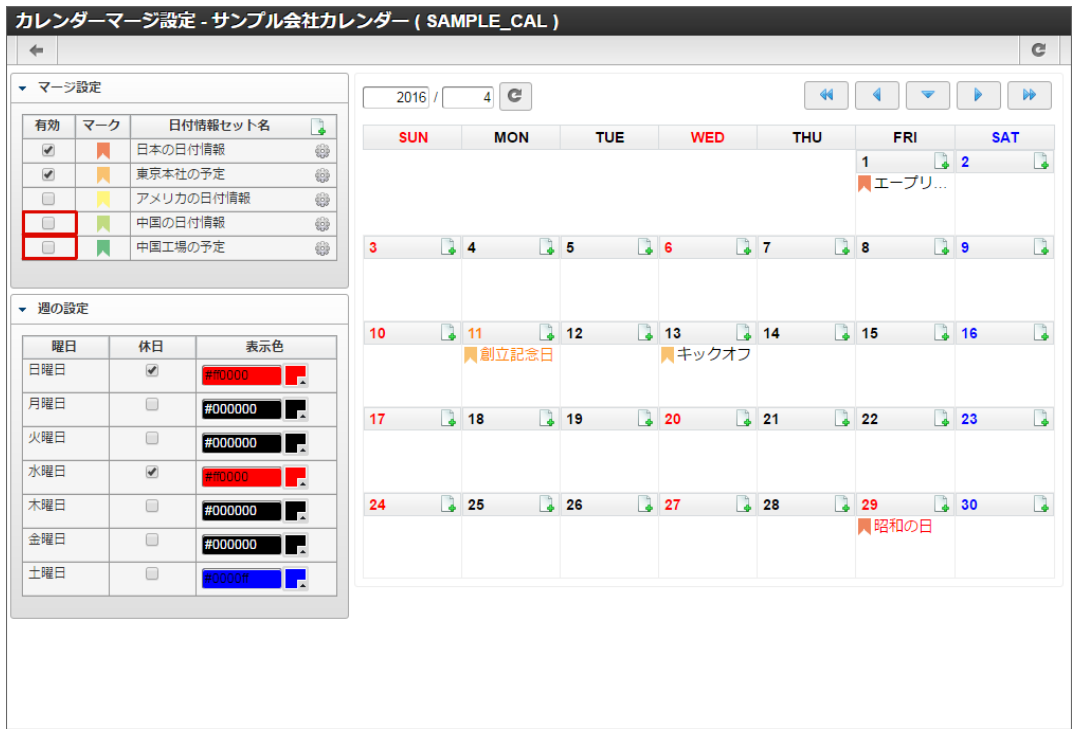 カレンダーマージ設定 - サンプル会社カレンダー ( SAMPLE_CAL )
マージ設定
有効 マーク 日付情報セット名
日本の日付情報
東京本社の予定
アメリカの日付情報
中国の日付情報
中国工場の予定
週の設定
曜日 休日 表示色
日曜日 #ff0000
月曜日 #000000
火曜日 #000000
水曜日 #ff0000
木曜日 #000000
金曜日 #000000
土曜日 #0000ff
2016 / 4
SUN MON TUE WED THU FRI SAT
1 2
エープリ...
3 4 5 6 7 8 9
10 11 12 13 14 15 16
創立記念日 キックオフ
17 18 19 20 21 22 23
24 25 26 27 28 29 30
昭和の日